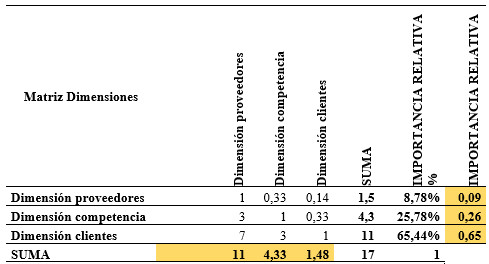 Matriz Dimensiones	Dimensión proveedores	Dimensión competencia	Dimensión clientes	SUMA	IMPORTANCIA RELATIVA %	IMPORTANCIA RELATIVA
Dimensión proveedores	1	0,33	0,14	1,5	8,78%	0,09
Dimensión competencia	3	1	0,33	4,3	25,78%	0,26
Dimensión clientes	7	3	1	11	65,44%	0,65
SUMA	11	4,33	1,48	17	1